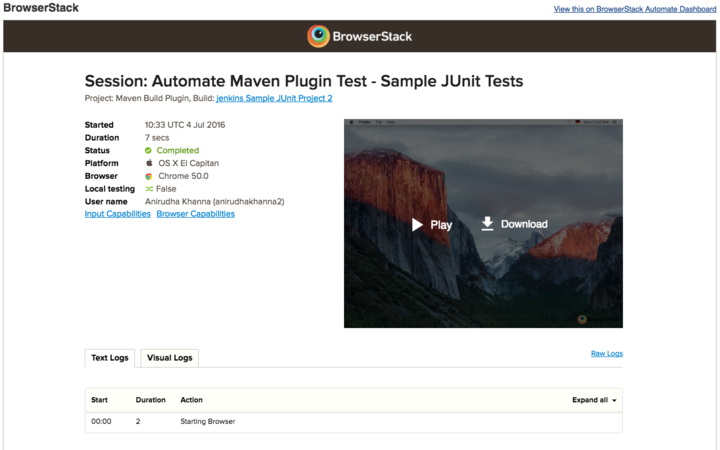 BrowserStack
View this on BrowserStack Automate Dashboard
BrowserStack
Session: Automate Maven Plugin Test - Sample JUnit Tests
Project: Maven Build Plugin, Build: jenkins Sample JUnit Project 2
Started 10:33 UTC 4 Jul 2016
Duration 7 secs
Status Completed
Platform OS X El Capitan
Browser Chrome 50.0
Local testing False
User name Anirudha Khanna (anirudhakhanna2)
Input Capabilities Browser Capabilities
Play Download
Text Logs Visual Logs Raw Logs
Start Duration Action Expand all
00:00 2 Starting Browser